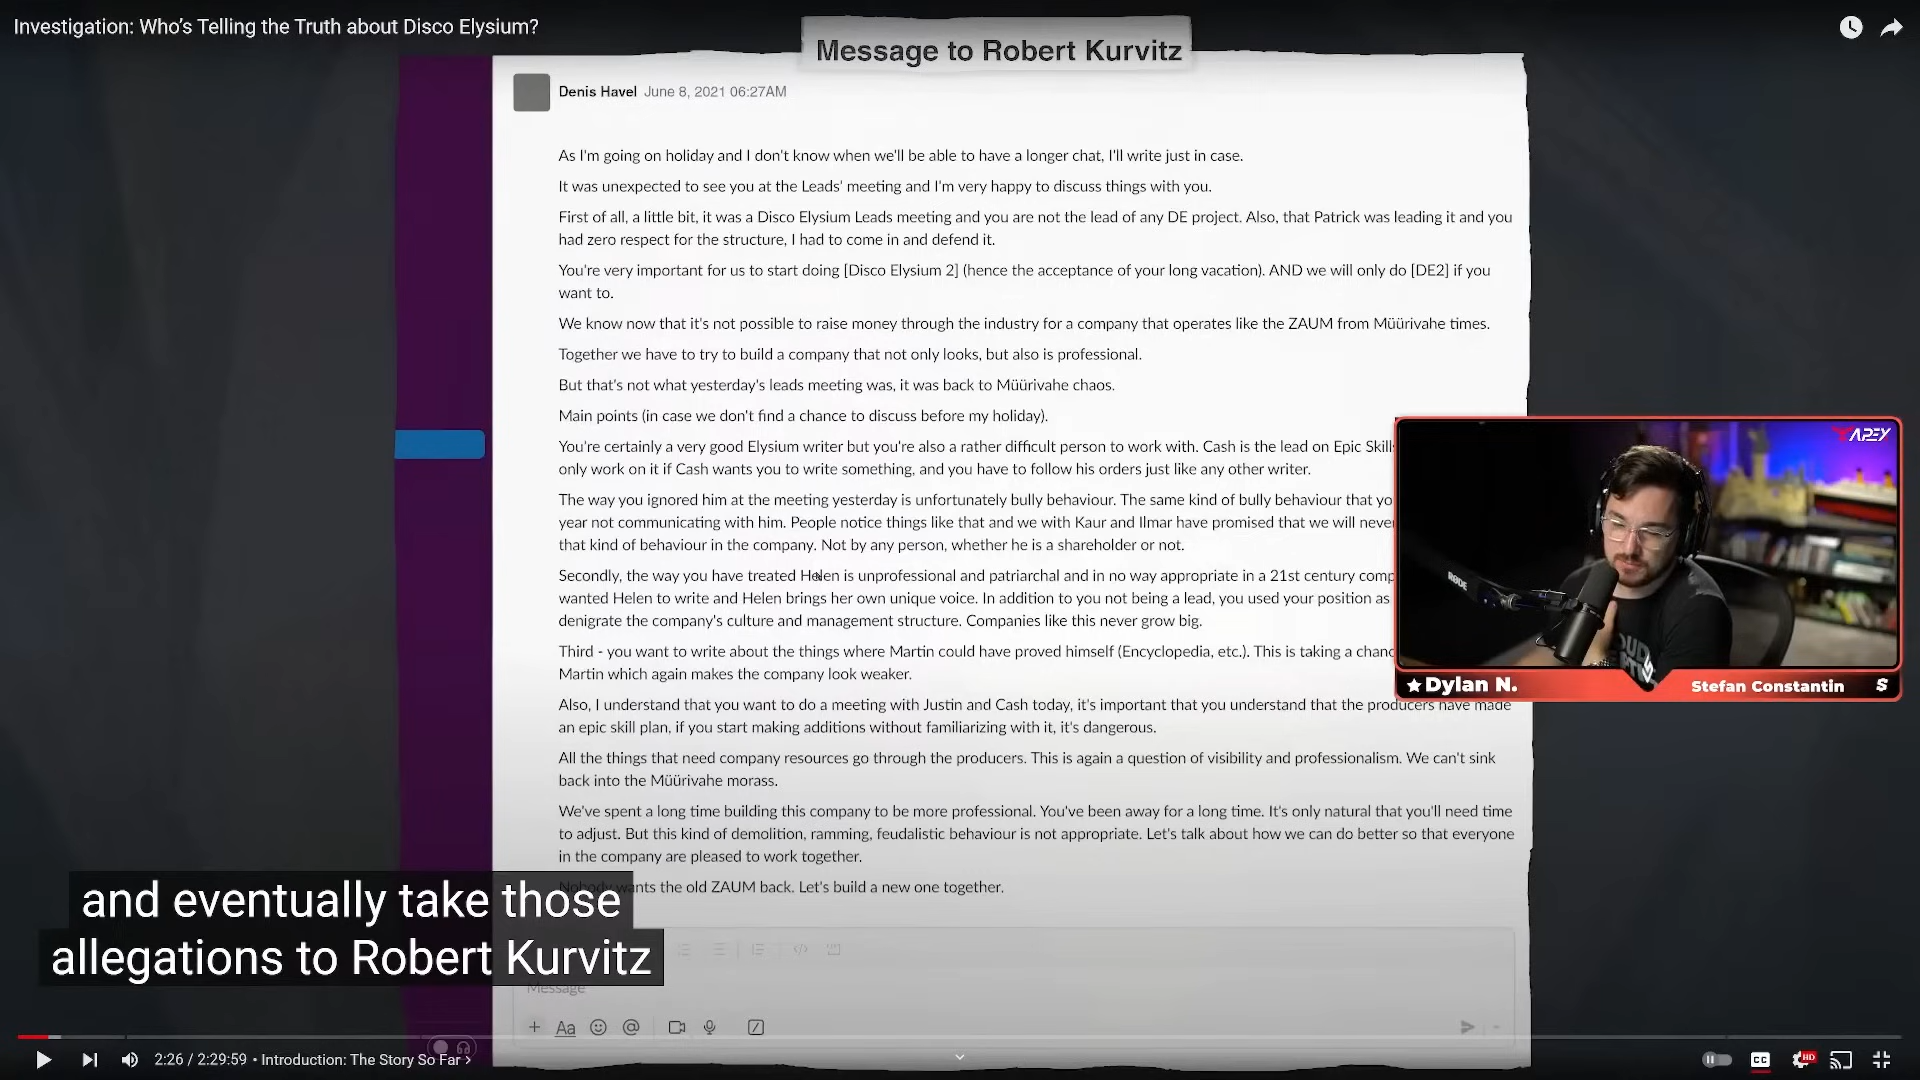 Investigation: Who's Telling the Truth about Disco Elysium?
Message to Robert Kurvitz
Denis Havel June 8, 2021 06:27AM
As I'm going on holiday and I don't know when we'll be able to have a longer chat, I'll write just in case.
It was unexpected to see you at the Leads' meeting and I'm very happy to discuss things with you.
First of all, a little bit, it was a Disco Elysium Leads meeting and you are not the lead of any DE project. Also, that Patrick was leading it and you
had zero respect for the structure, I had to come in and defend it.
You're very important for us to start doing [Disco Elysium 2] (hence the acceptance of your long vacation). AND we will only do [DE2] if you
want to.
We know now that it's not possible to raise money through the industry for a company that operates like the ZAUM from Müürivahe times.
Together we have to try to build a company that not only looks, but also is professional.
But that's not what yesterday's leads meeting was, it was back to Müürivahe chaos.
Main points (in case we don't find a chance to discuss before my holiday).
You're certainly a very good Elysium writer but you're also a rather difficult person to work with. Cash is the lead on Epic Skills
only work on it if Cash wants you to write something, and you have to follow his orders just like any other writer.
The way you ignored him at the meeting yesterday is unfortunately bully behaviour. The same kind of bully behaviour that
year not communicating with him. People notice things like that and we with Kaur and Ilmar have promised that we will never
that kind of behaviour in the company. Not by any person, whether he is a shareholder or not.
Secondly, the way you have treated Helen is unprofessional and patriarchal and in no way appropriate in a 21st century
wanted Helen to write and Helen brings her own unique voice. In addition to you not being a lead, you used your position as
denigrate the company's culture and management structure. Companies like this never grow big.
Third - you want to write about the things where Martin could have proved himself (Encyclopedia, etc.). This is taking a
Martin which again makes the company look weaker.
Also, I understand that you want to do a meeting with Justin and Cash today, it's important that you understand that the producers have made
an epic skill plan, if you start making additions without familiarizing with it, it's dangerous.
All the things that need company resources go through the producers. This is again a question of visibility and professionalism. We can't sink
back into the Müürivahe morass.
We've spent a long time building this company to be more professional. You've been away for a long time. It's only natural that you'll need time
to adjust. But this kind of demolition, ramming, feudalistic behaviour is not appropriate. Let's talk about how we can do better so that everyone
in the company are pleased to work together.
Nobody wants the old ZAUM back. Let's build a new one together.
APEY
RØDE
Dylan N.
Stefan Constantin
and eventually take those
allegations to Robert Kurvitz
Message
Aa
2:26 / 2:29:59 • Introduction: The Story So Far
CC
HD